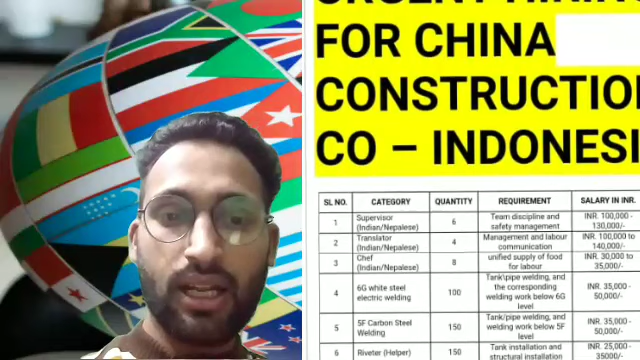 URGENT HIRING
FOR CHINA
CONSTRUCTION
CO – INDONESI
SL NO. CATEGORY QUANTITY REQUIREMENT SALARY IN INR.
1 Supervisor (Indian/Nepalese) 6 Team discipline and safety management INR. 100,000 - 130,000/-
2 Translator (Indian/Nepalese) 4 Management and labour communication INR. 100,000 to 140,000/-
3 Chef (Indian/Nepalese) 8 unified supply of food for labour INR. 30,000 to 35,000/-
4 6G white steel electric welding 100 Tank\pipe welding, and the corresponding welding work below 6G level INR. 35,000 - 50,000/-
5 5F Carbon Steel Welding 150 Tank/pipe welding, and welding work below 5F level INR. 35,000 - 50,000/-
6 Riveter (Helper) 150 Tank installation and structural installation INR. 25,000 - 35000/-